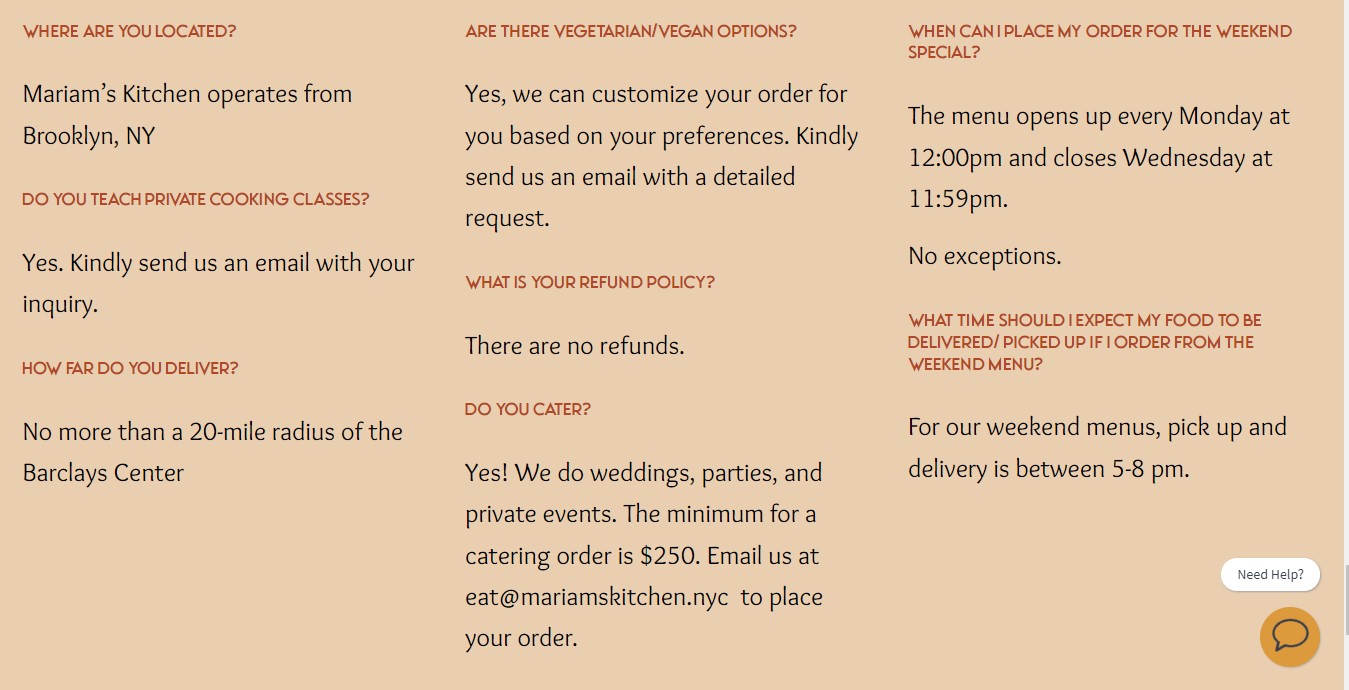 WHERE ARE YOU LOCATED?
Mariam’s Kitchen operates from
Brooklyn, NY
DO YOU TEACH PRIVATE COOKING CLASSES?
Yes. Kindly send us an email with your
inquiry.
HOW FAR DO YOU DELIVER?
No more than a 20-mile radius of the
Barclays Center
ARE THERE VEGETARIAN/VEGAN OPTIONS?
Yes, we can customize your order for
you based on your preferences. Kindly
send us an email with a detailed
request.
WHAT IS YOUR REFUND POLICY?
There are no refunds.
DO YOU CATER?
Yes! We do weddings, parties, and
private events. The minimum for a
catering order is $250. Email us at
eat@mariamskitchen.nyc to place
your order.
WHEN CAN I PLACE MY ORDER FOR THE WEEKEND
SPECIAL?
The menu opens up every Monday at
12:00pm and closes Wednesday at
11:59pm.
No exceptions.
WHAT TIME SHOULD I EXPECT MY FOOD TO BE
DELIVERED/ PICKED UP IF I ORDER FROM THE
WEEKEND MENU?
For our weekend menus, pick up and
delivery is between 5-8 pm.
Need Help?